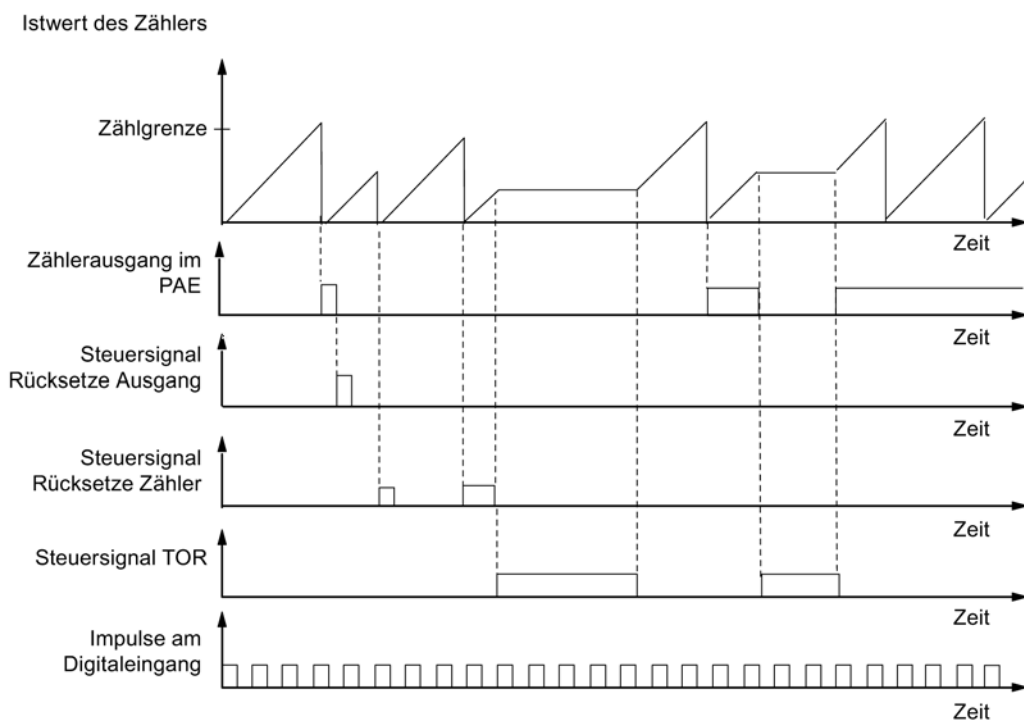 Istwert des Zählers
Zählgrenze
Zeit
Zählerausgang im
PAE
Zeit
Steuersignal
Rücksetze Ausgang
Zeit
Steuersignal
Rücksetze Zähler
Zeit
Steuersignal TOR
Zeit
Impulse am
Digitaleingang
Zeit